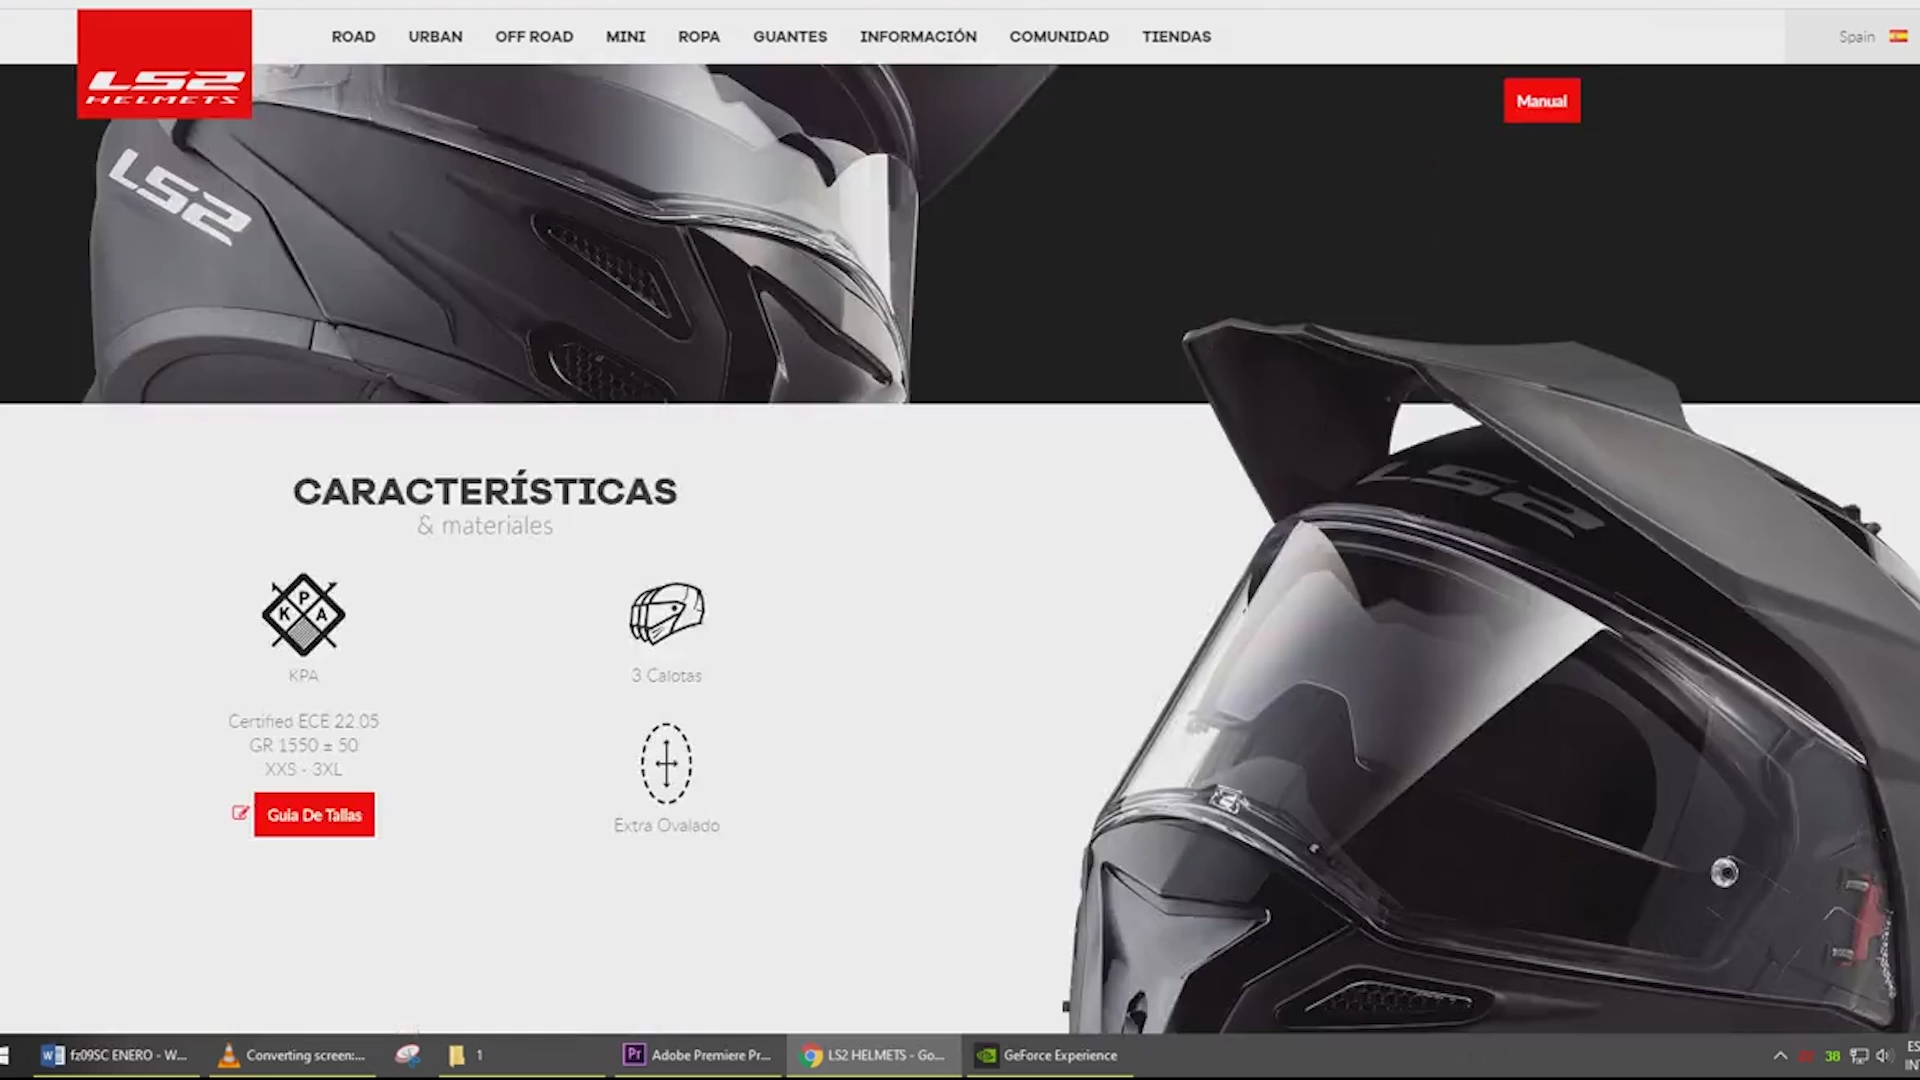 ROAD URBAN OFF ROAD MINI ROPA GUANTES INFORMACIÓN COMUNIDAD TIENDAS Spain
LS2
HELMETS
Manual
LS2
LS2
CARACTERÍSTICAS
& materiales
K P A
KPA
3 Calotas
Certified ECE 22.05
GR 1550 ± 50
XXS - 3XL
Guia De Tallas
Extra Ovalado
fz09SC ENERO - W...
Converting screen:...
1
Adobe Premiere Pr...
LS2 HELMETS - Go...
GeForce Experience
38
ES
IN